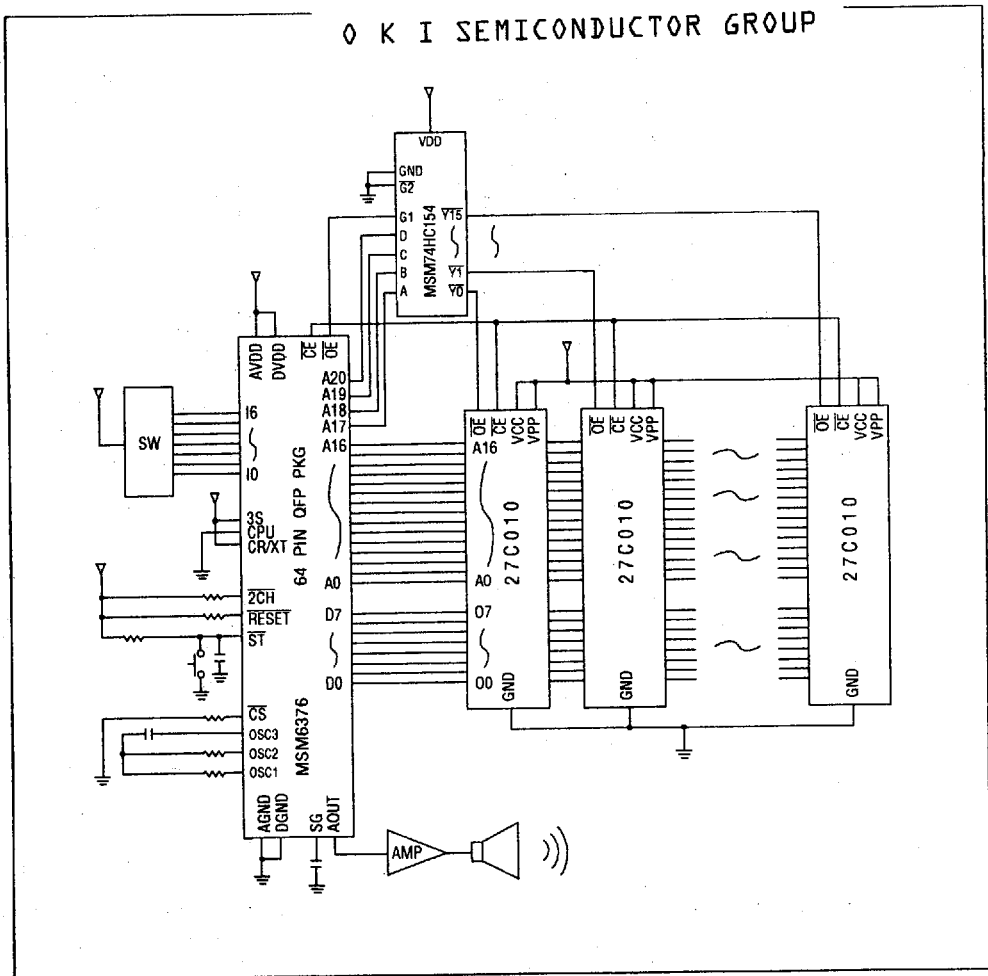 O K I SEMICONDUCTOR GROUP
VDD
GND
G2
G1
D
C
B
A
MSM74HC154
Y15
Y1
Y0
AVDD
DVDD
CE
OE
A20
A19
A18
A17
A16
A0
D7
D0
SW
I6
I0
3S
CPU
CR/XT
2CH
RESET
ST
CS
OSC3
OSC2
OSC1
64 PIN QFP PKG
MSM6376
AGND
DGND
SG
AOUT
AMP
OE
CE
VCC
VPP
A16
A0
O7
O0
27C010
GND
OE
CE
VCC
VPP
27C010
GND
OE
CE
VCC
VPP
27C010
GND